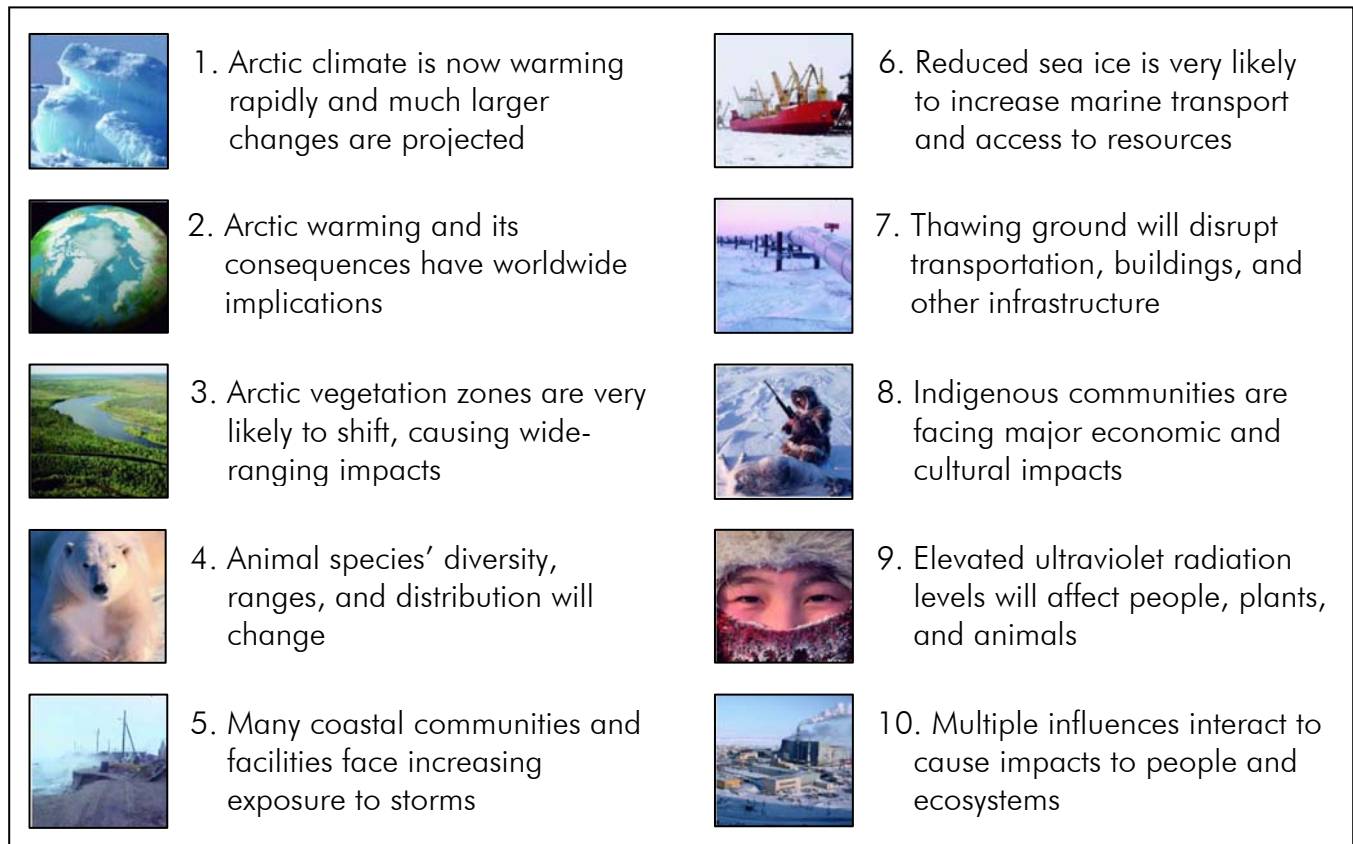 1. Arctic climate is now warming
rapidly and much larger
changes are projected
2. Arctic warming and its
consequences have worldwide
implications
3. Arctic vegetation zones are very
likely to shift, causing wide-
ranging impacts
4. Animal species’ diversity,
ranges, and distribution will
change
5. Many coastal communities and
facilities face increasing
exposure to storms
6. Reduced sea ice is very likely
to increase marine transport
and access to resources
7. Thawing ground will disrupt
transportation, buildings, and
other infrastructure
8. Indigenous communities are
facing major economic and
cultural impacts
9. Elevated ultraviolet radiation
levels will affect people, plants,
and animals
10. Multiple influences interact to
cause impacts to people and
ecosystems